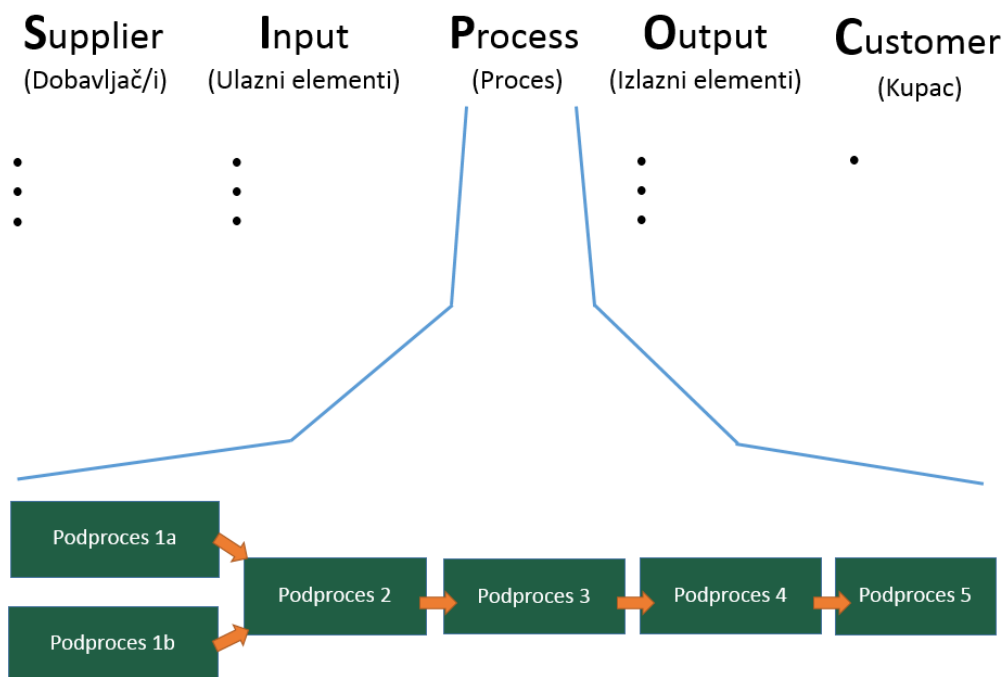 Supplier
(Dobavljač/i)
Input
(Ulazni elementi)
Process
(Proces)
Output
(Izlazni elementi)
Customer
(Kupac)
Podproces 1a
Podproces 1b
Podproces 2
Podproces 3
Podproces 4
Podproces 5